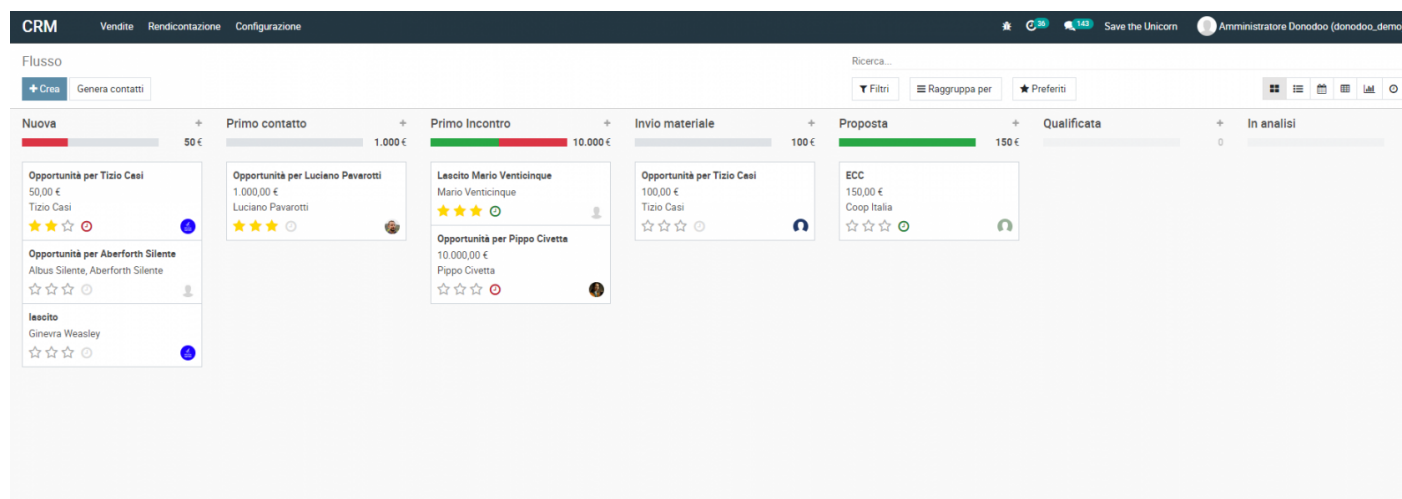 CRM Vendite Rendicontazione Configurazione 36 143 Save the Unicorn Amministratore Donodoo (donodoo_demo
Flusso Ricerca...
Crea Genera contatti Filtri Raggruppa per Preferiti
Nuova + Primo contatto + Primo Incontro + Invio materiale + Proposta + Qualificata + In analisi
50 € 1.000 € 10.000 € 100 € 150 € 0
Opportunità per Tizio Casi
50,00 €
Tizio Casi
Opportunità per Aberforth Silente
Albus Silente, Aberforth Silente
lascito
Ginevra Weasley
Opportunità per Luciano Pavarotti
1.000,00 €
Luciano Pavarotti
Lascito Mario Venticinque
Mario Venticinque
Opportunità per Pippo Civetta
10.000,00 €
Pippo Civetta
Opportunità per Tizio Casi
100,00 €
Tizio Casi
ECC
150,00 €
Coop Italia